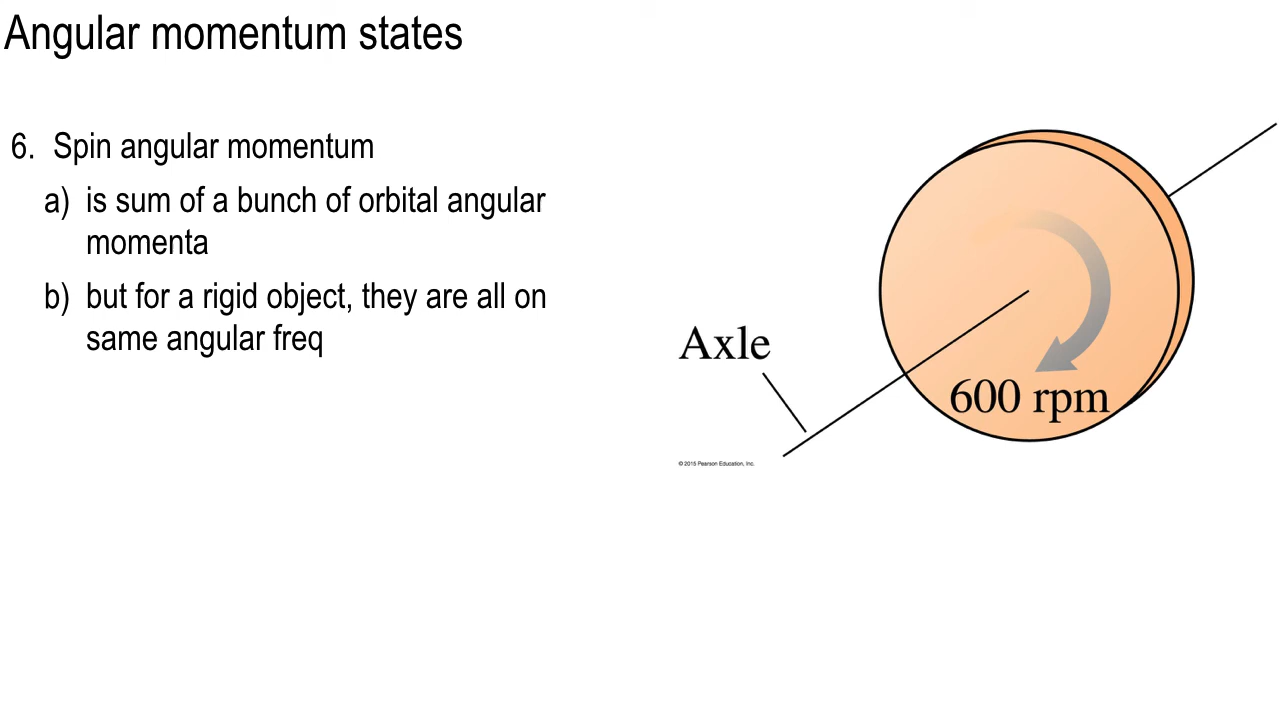 Angular momentum states
6. Spin angular momentum
a) is sum of a bunch of orbital angular
momenta
b) but for a rigid object, they are all on
same angular freq
Axle
600 rpm
© 2015 Pearson Education, Inc.